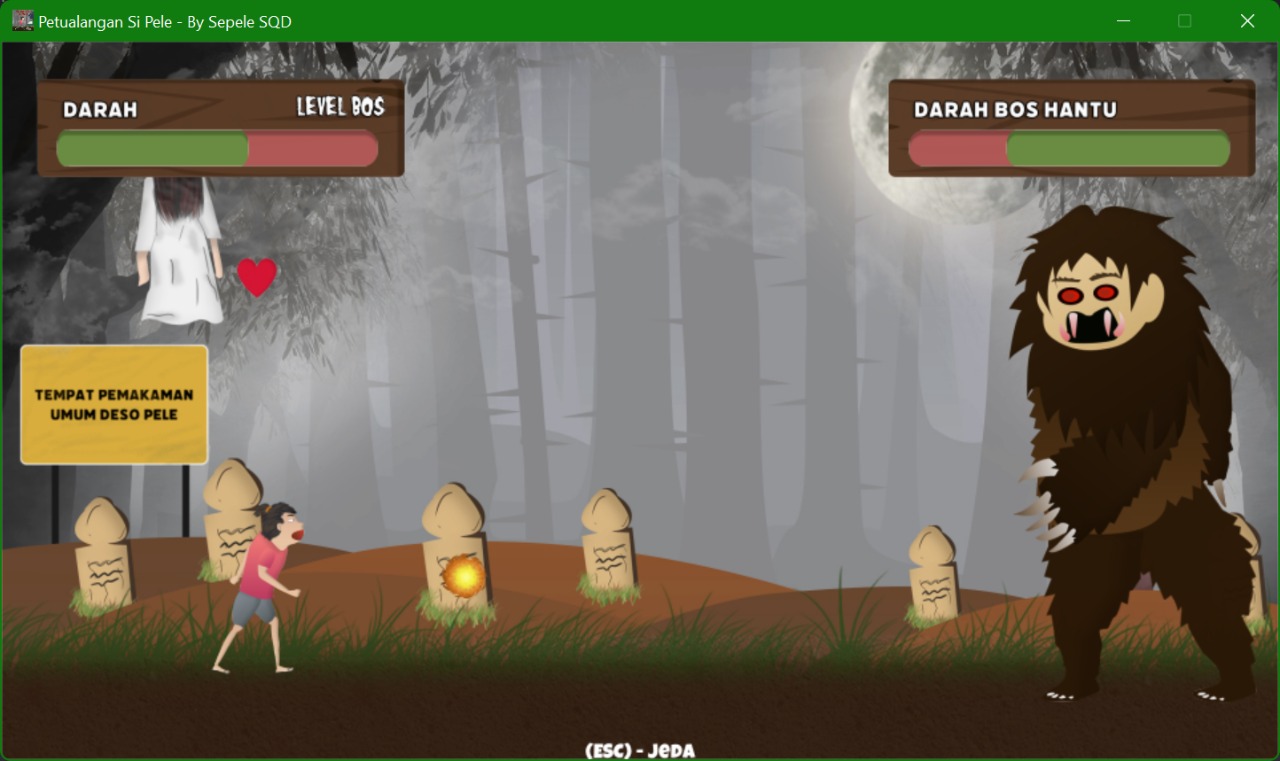 Petualangan Si Pele - By Sepele SQD
DARAH
LEVEL BOS
DARAH BOS HANTU
TEMPAT PEMAKAMAN
UMUM DESO PELE
(ESC) - JEDA